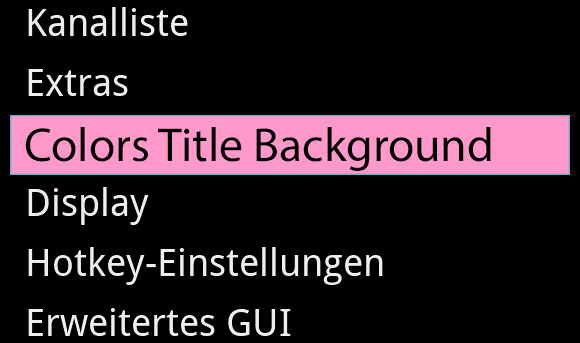 Kanalliste
Extras
Colors Title Background
Display
Hotkey-Einstellungen
Erweitertes GUI